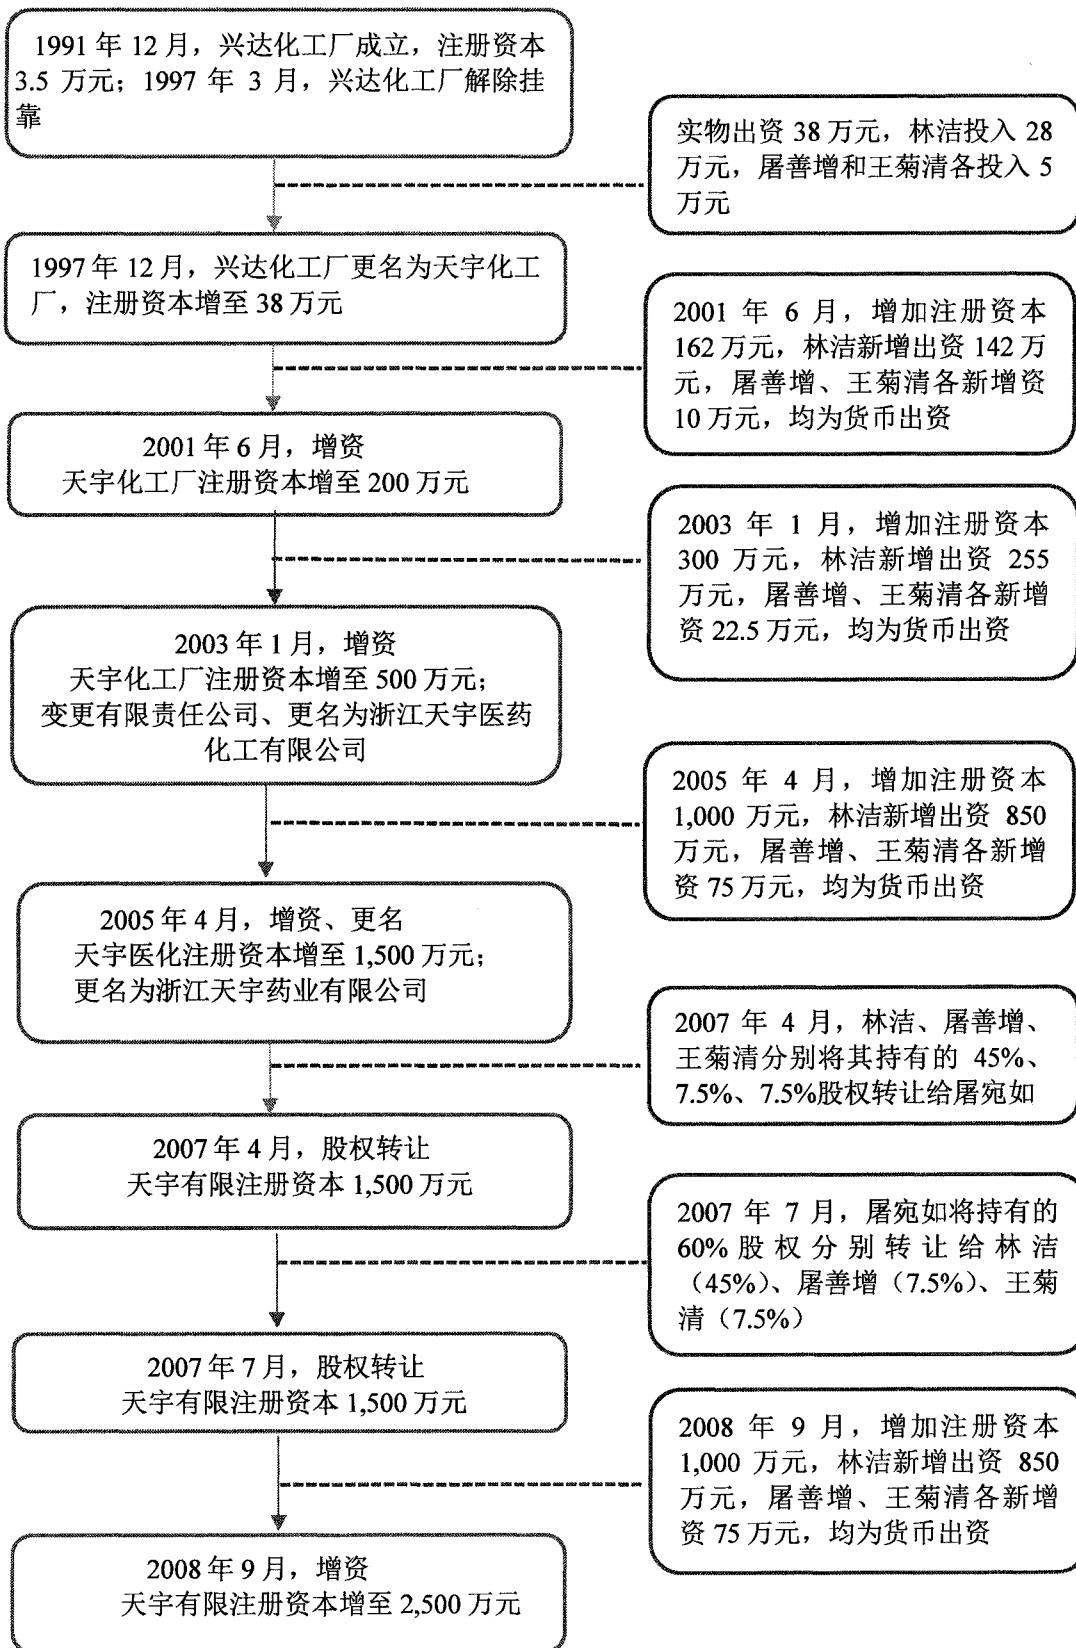 1991 年 12 月，兴达化工厂成立，注册资本
3.5 万元；1997 年 3 月，兴达化工厂解除挂
靠
实物出资 38 万元，林洁投入 28
万元，屠善增和王菊清各投入 5
万元
1997 年 12 月，兴达化工厂更名为天宇化工
厂，注册资本增至 38 万元
2001 年 6 月，增加注册资本
162 万元，林洁新增出资 142 万
元，屠善增、王菊清各新增资
10 万元，均为货币出资
2001 年 6 月，增资
天宇化工厂注册资本增至 200 万元
2003 年 1 月，增加注册资本
300 万元，林洁新增出资 255
万元，屠善增、王菊清各新增
资 22.5 万元，均为货币出资
2003 年 1 月，增资
天宇化工厂注册资本增至 500 万元；
变更有限责任公司、更名为浙江天宇医药
化工有限公司
2005 年 4 月，增加注册资本
1,000 万元，林洁新增出资 850
万元，屠善增、王菊清各新增
资 75 万元，均为货币出资
2005 年 4 月，增资、更名
天宇医化注册资本增至 1,500 万元；
更名为浙江天宇药业有限公司
2007 年 4 月，林洁、屠善增、
王菊清分别将其持有的 45%、
7.5%、7.5%股权转让给屠宛如
2007 年 4 月，股权转让
天宇有限注册资本 1,500 万元
2007 年 7 月，屠宛如将持有的
60% 股权分别转让给林洁
（45%）、屠善增（7.5%）、王菊
清（7.5%）
2007 年 7 月，股权转让
天宇有限注册资本 1,500 万元
2008 年 9 月，增加注册资本
1,000 万元，林洁新增出资 850
万元，屠善增、王菊清各新增
资 75 万元，均为货币出资
2008 年 9 月，增资
天宇有限注册资本增至 2,500 万元